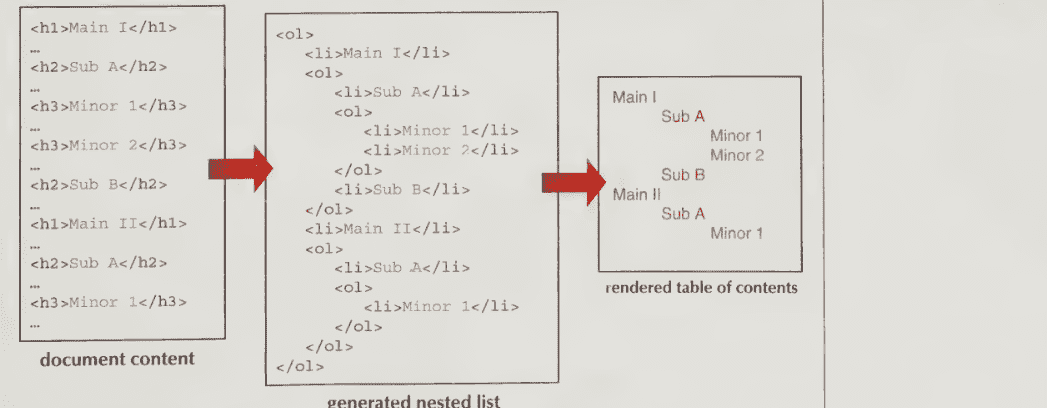 <h1>Main I</h1>
…
<h2>Sub A</h2>
…
<h3>Minor 1</h3>
…
<h3>Minor 2</h3>
…
<h2>Sub B</h2>
…
<h1>Main II</h1>
…
<h2>Sub A</h2>
…
<h3>Minor 1</h3>
…
document content
<ol>
<li>Main I</li>
<ol>
<li>Sub A</li>
<ol>
<li>Minor 1</li>
<li>Minor 2</li>
</ol>
<li>Sub B</li>
</ol>
<li>Main II</li>
<ol>
<li>Sub A</li>
<ol>
<li>Minor 1</li>
</ol>
</ol>
</ol>
generated nested list
Main I
Sub A
Minor 1
Minor 2
Sub B
Main II
Sub A
Minor 1
rendered table of contents